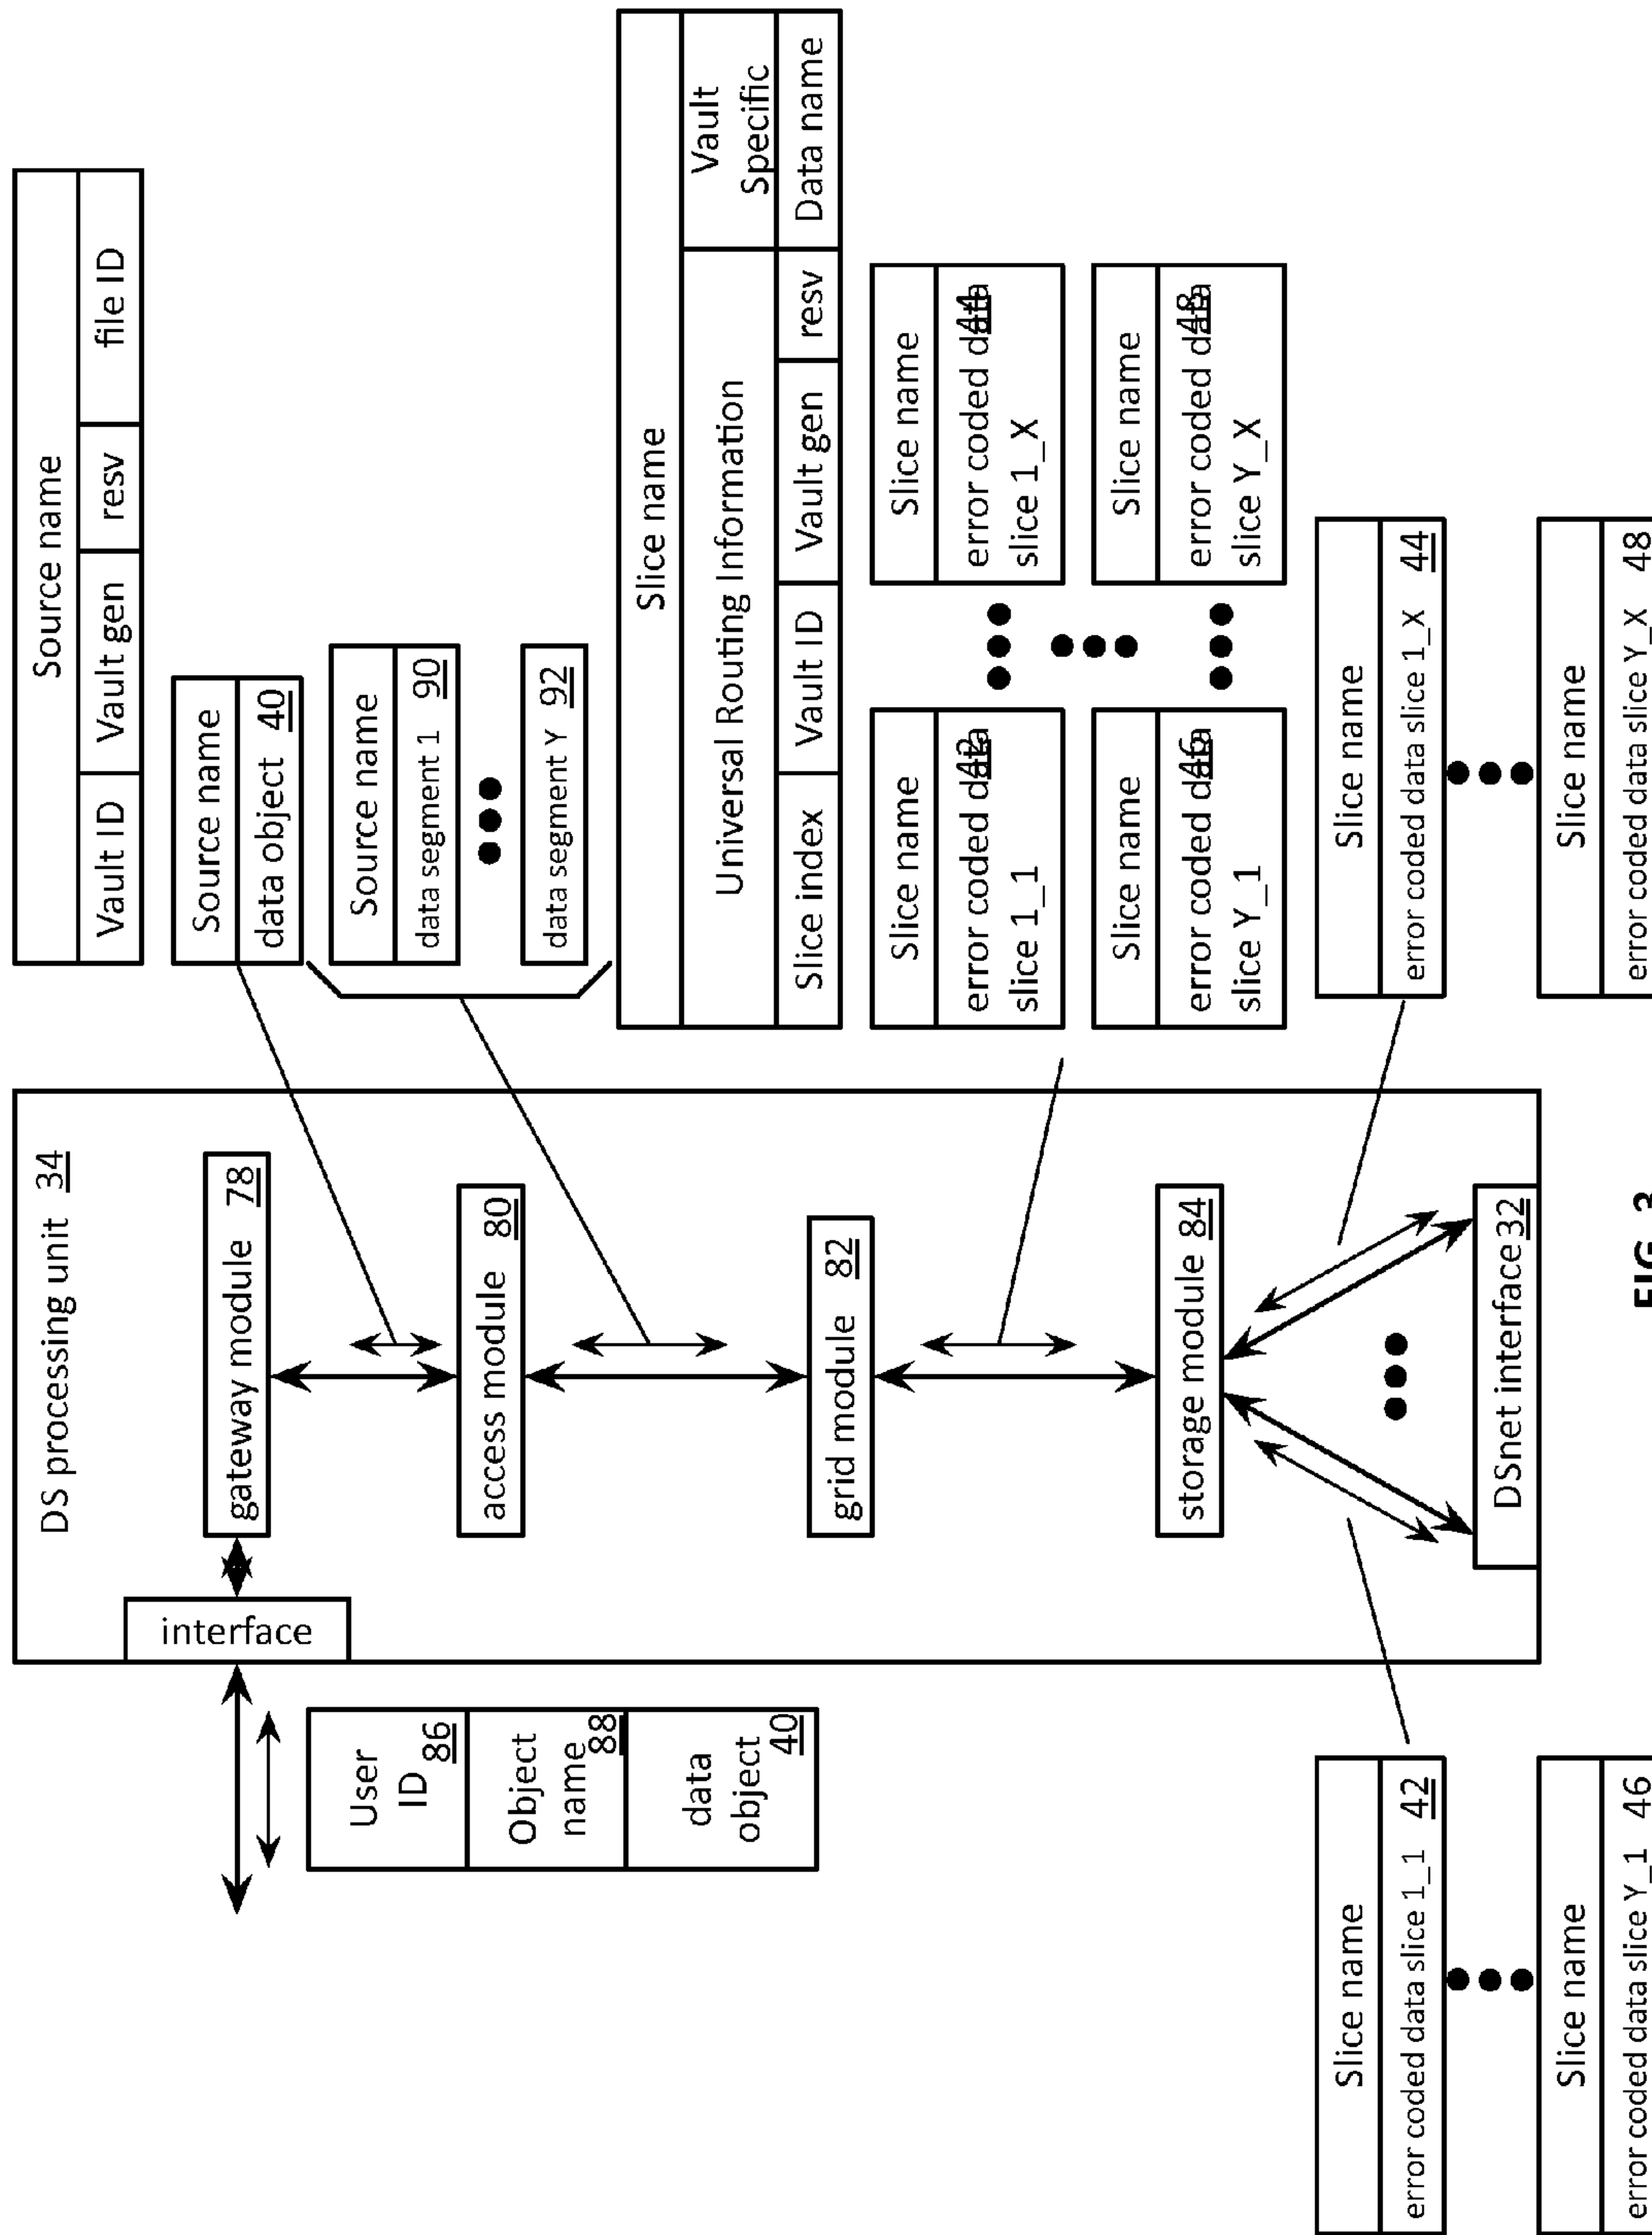 DS processing unit 34
interface
gateway module 78
access module 80
grid module 82
storage module 84
DSnet interface 32
User
ID 86
Object
name 88
data
object 40
Source name
Vault ID
Vault gen
resv
file ID
Source name
data object 40
Source name
data segment 1 90
data segment Y 92
Slice name
Universal Routing Information
Vault
Specific
Slice index
Vault ID
Vault gen
resv
Data name
Slice name
error coded data 42
slice 1_1
Slice name
error coded data 44
slice 1_X
Slice name
error coded data 46
slice Y_1
Slice name
error coded data 48
slice Y_X
Slice name
error coded data slice 1_1 42
Slice name
error coded data slice Y_1 46
Slice name
error coded data slice 1_X 44
Slice name
error coded data slice Y_X 48
FIG. 3